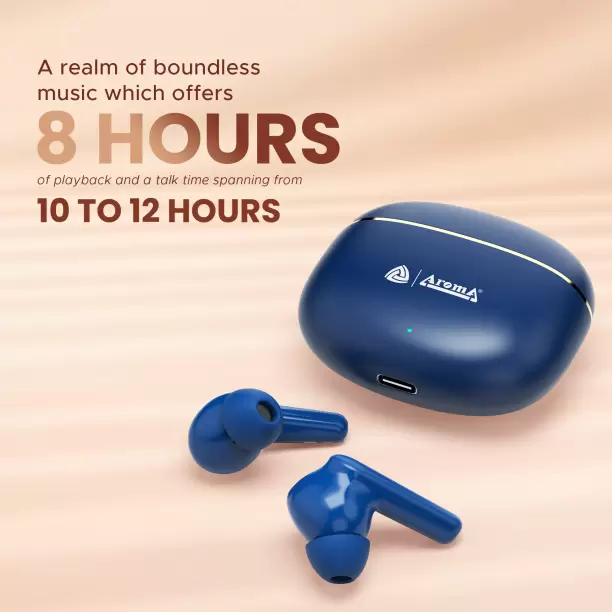 A realm of boundless
music which offers
8 HOURS
of playback and a talk time spanning from
10 TO 12 HOURS
AromA®